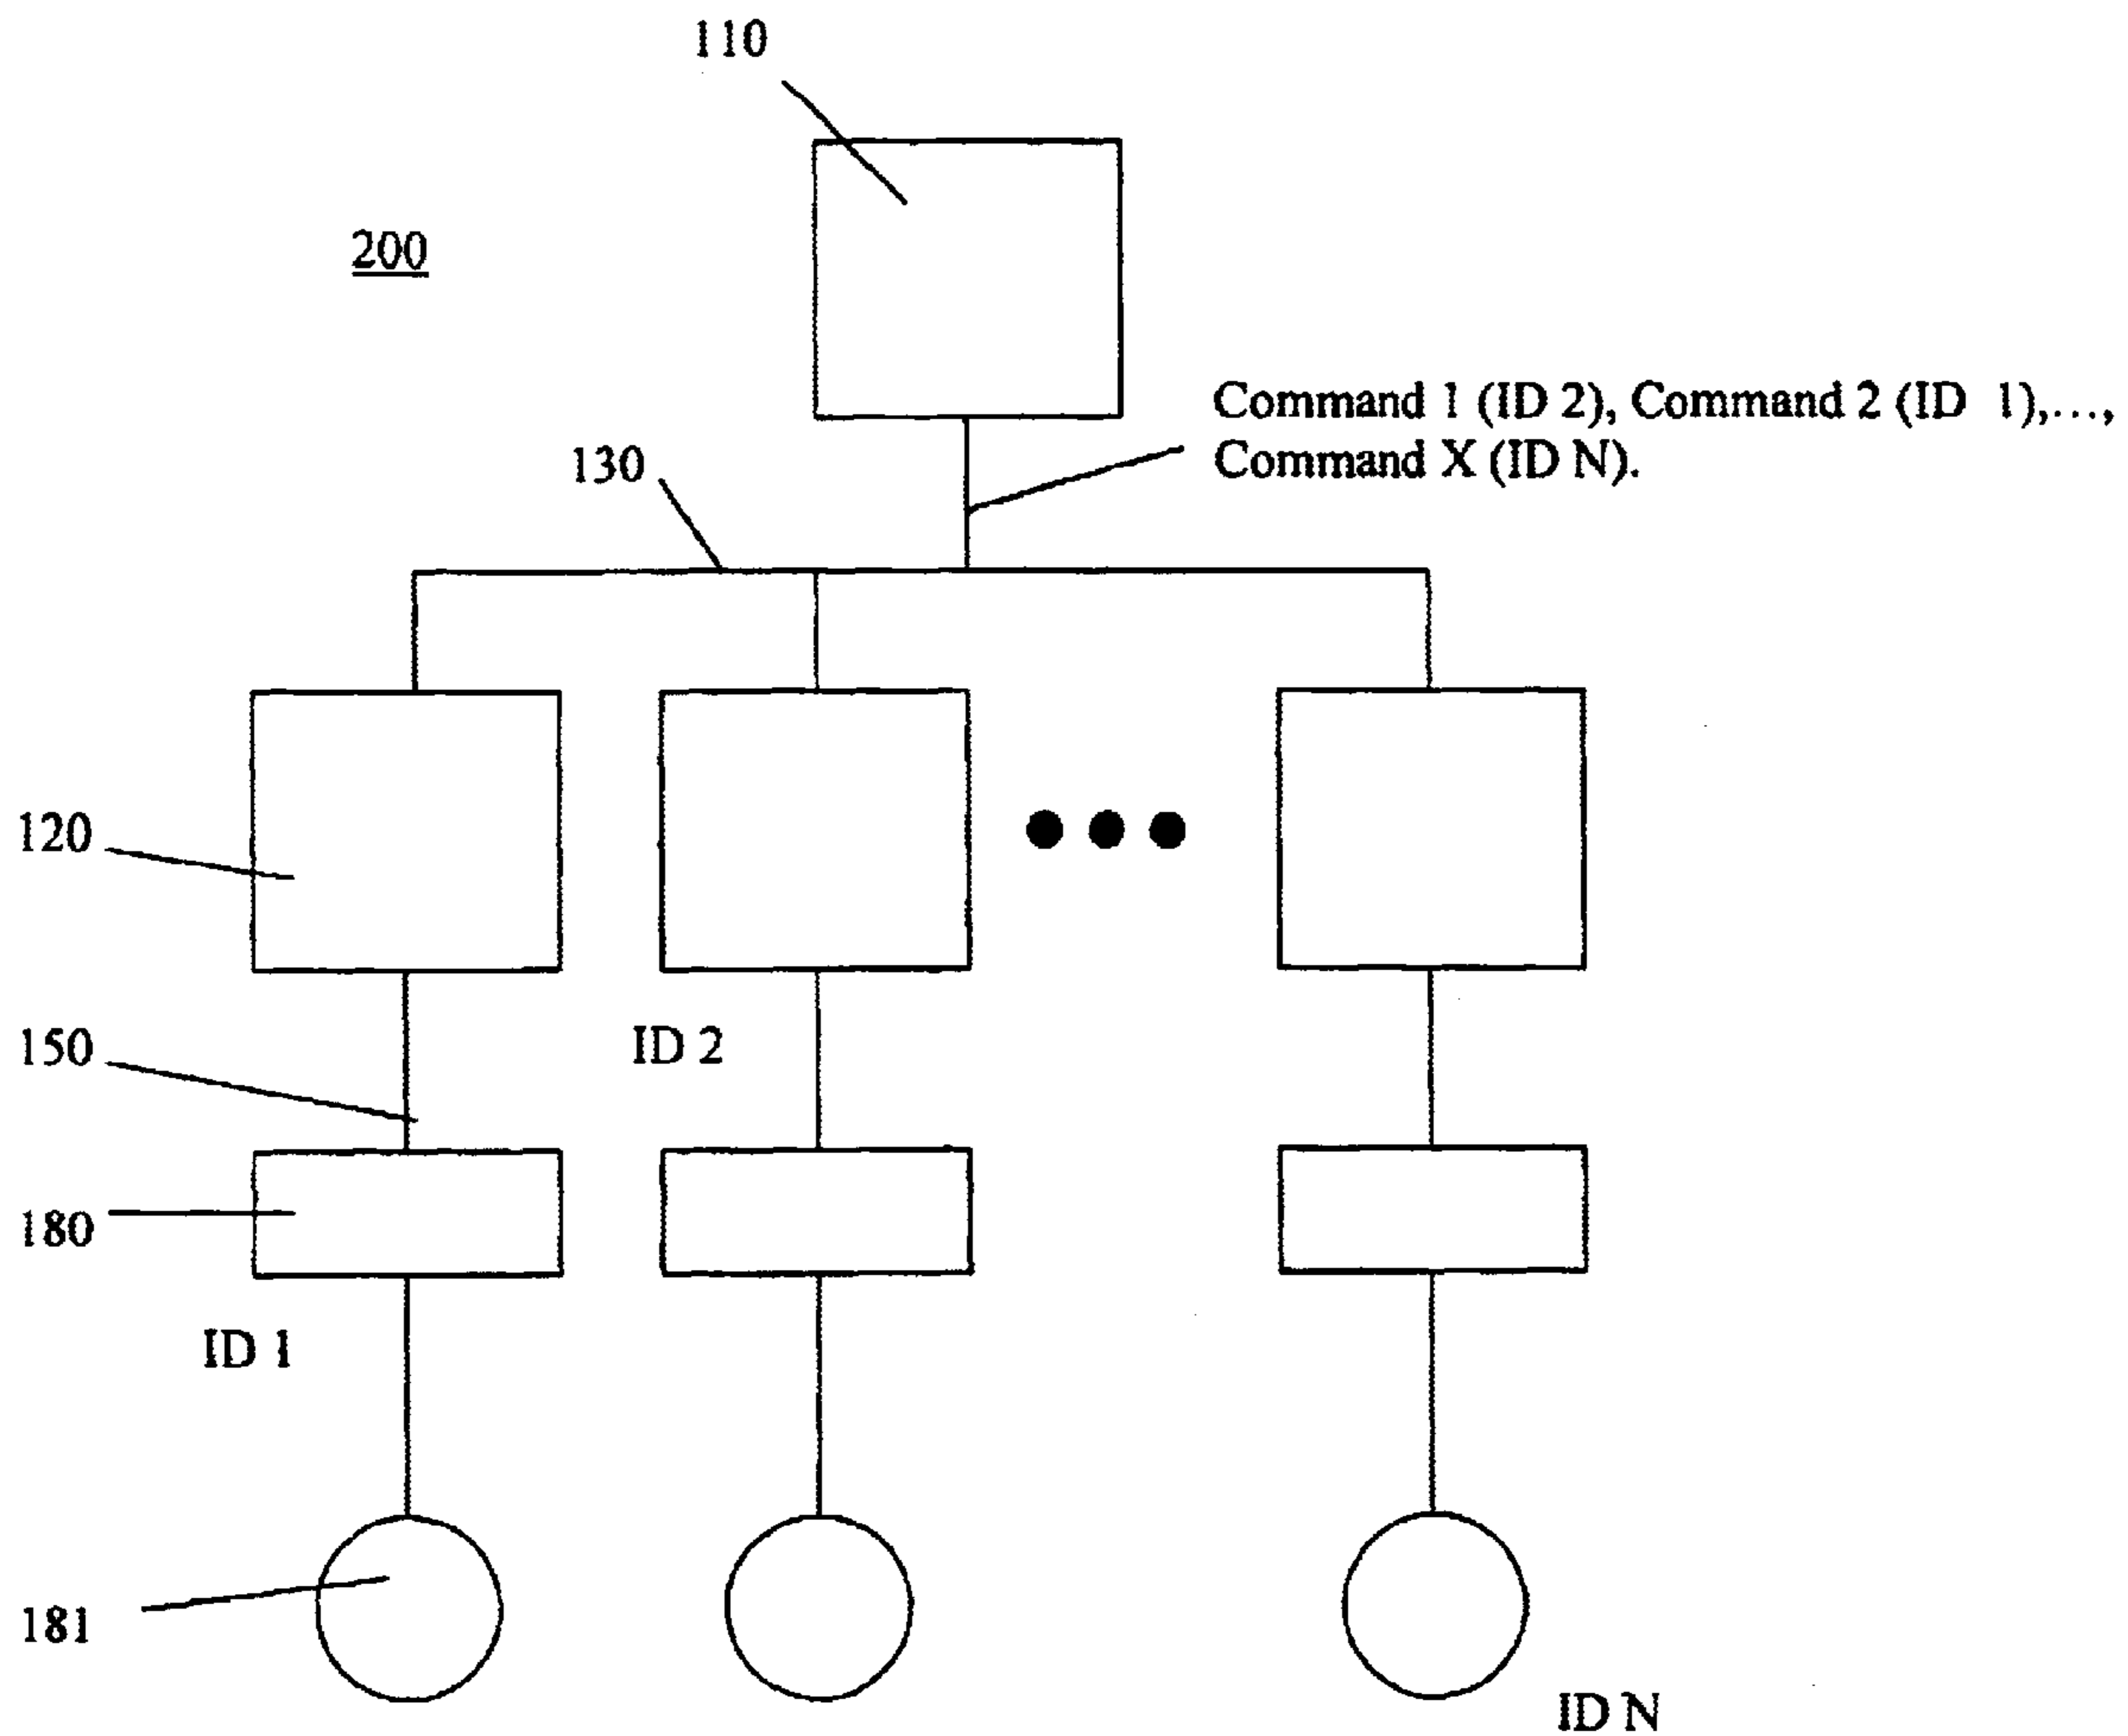 110
200
Command 1 (ID 2), Command 2 (ID 1),...,
Command X (ID N).
130
120
150
ID 2
180
ID 1
181
ID N